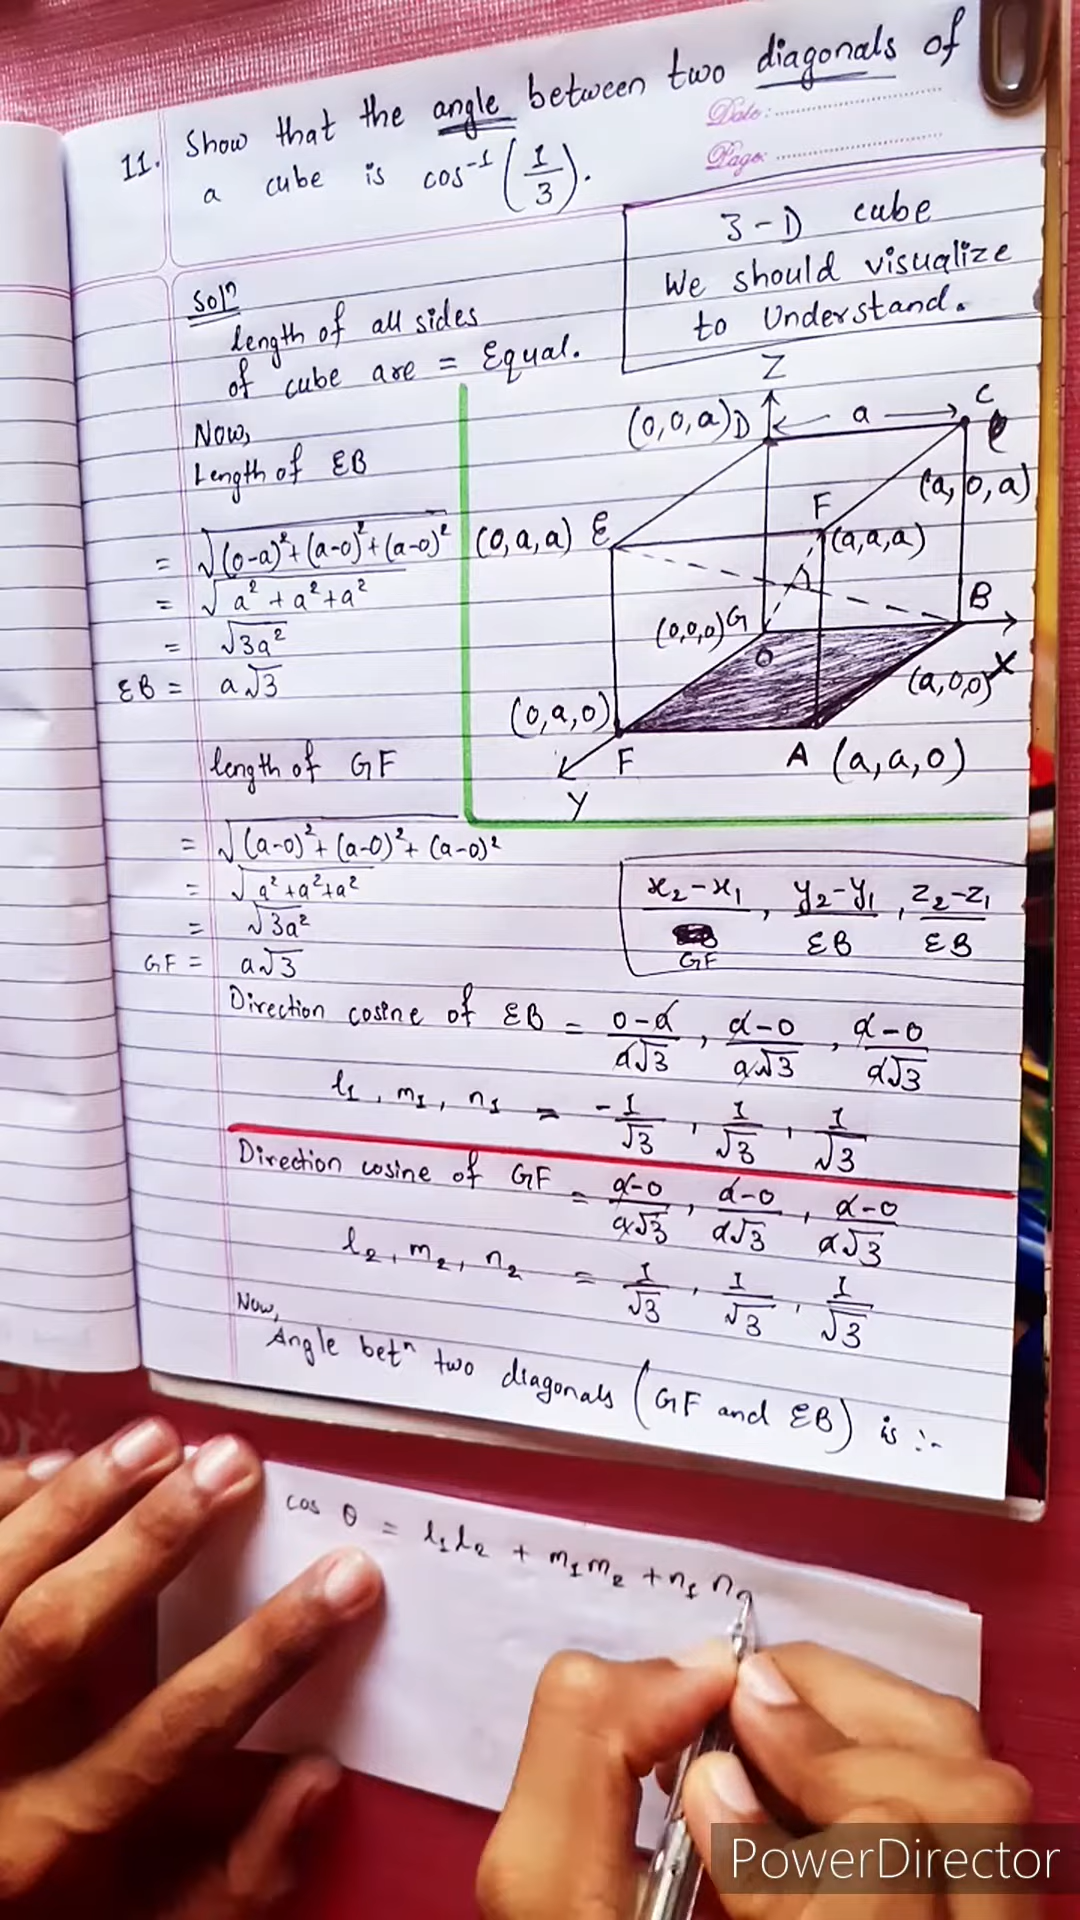 11. Show that the angle between two diagonals of
a cube is cos⁻¹(1/3).
Date:
Page:
3-D cube
We should visualize
to Understand.
Solⁿ
length of all sides
of cube are = Equal.
Now,
Length of EB
= √(0-a)²+(a-0)²+(a-0)²
= √a²+a²+a²
= √3a²
EB = a√3
Z
(0,0,a) D ← a → C
(a,0,a)
(0,a,a) E
F (a,a,a)
(0,0,0) G
O
B
X
(a,0,0)
(0,a,0)
F
A (a,a,0)
Y
length of GF
= √(a-0)²+(a-0)²+(a-0)²
= √a²+a²+a²
= √3a²
GF = a√3
x₂-x₁/GF, y₂-y₁/EB, z₂-z₁/EB
Direction cosine of EB = 0-a/a√3, a-0/a√3, a-0/a√3
l₁, m₁, n₁ = -1/√3, 1/√3, 1/√3
Direction cosine of GF = a-0/a√3, a-0/a√3, a-0/a√3
l₂, m₂, n₂ = 1/√3, 1/√3, 1/√3
Now,
Angle betⁿ two diagonals (GF and EB) is :-
cos θ = l₁l₂ + m₁m₂ + n₁n₂
PowerDirector